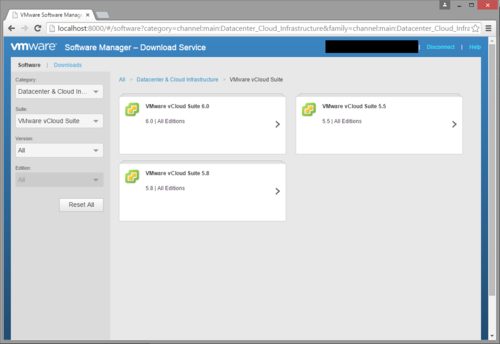 VMware Software Manag
localhost:8000/#/software?category=channel:main:Datacenter_Cloud_Infrastructure&family=channel:main:Datacenter_Cloud_Infra
vmware Software Manager – Download Service
Disconnect | Help
Software | Downloads
Category:
Datacenter & Cloud In...
Suite:
VMware vCloud Suite
Version:
All
Edition:
All
Reset All
All > Datacenter & Cloud Infrastructure > VMware vCloud Suite
VMware vCloud Suite 6.0
6.0 | All Editions
VMware vCloud Suite 5.5
5.5 | All Editions
VMware vCloud Suite 5.8
5.8 | All Editions